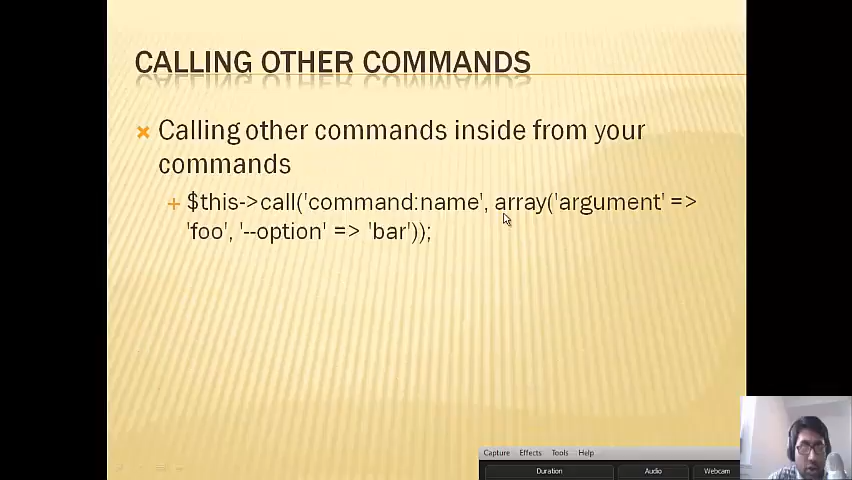 CALLING OTHER COMMANDS
Calling other commands inside from your
commands
$this->call('command:name', array('argument' =>
'foo', '--option' => 'bar'));
Capture Effects Tools Help
Duration Audio Webcam